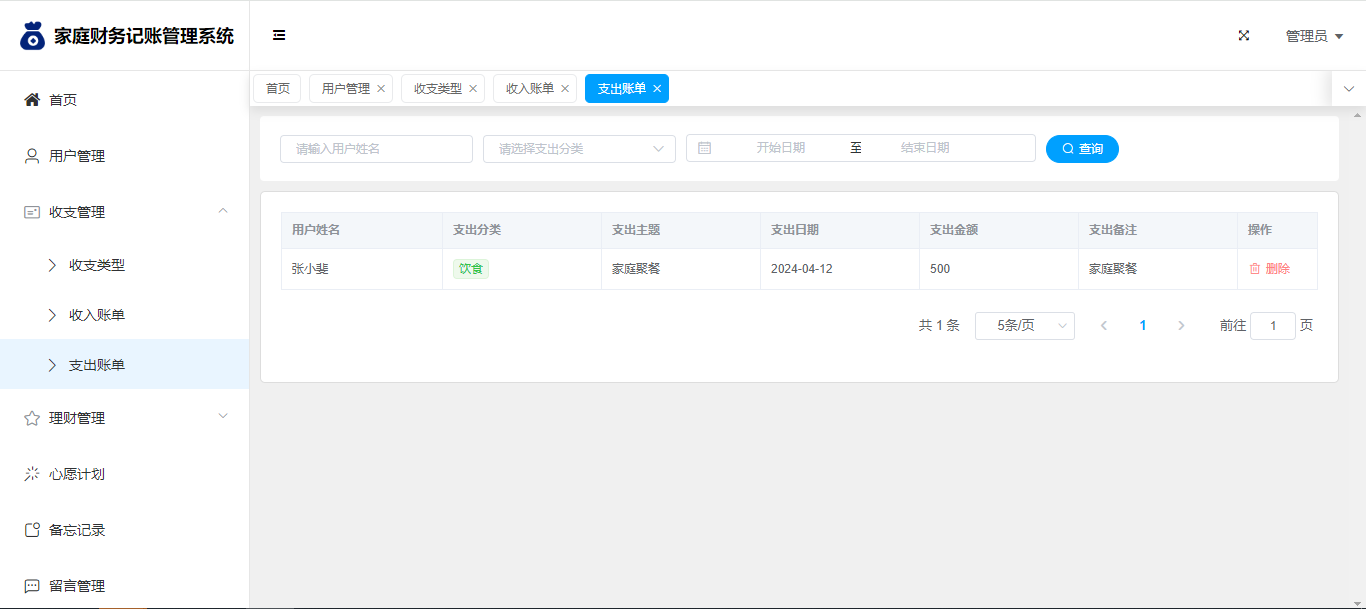 家庭财务记账管理系统
管理员
首页
用户管理
收支管理
收支类型
收入账单
支出账单
理财管理
心愿计划
备忘记录
留言管理
首页 用户管理 收支类型 收入账单 支出账单
请输入用户姓名 请选择支出分类 开始日期 至 结束日期 查询
用户姓名 支出分类 支出主题 支出日期 支出金额 支出备注 操作
张小斐 饮食 家庭聚餐 2024-04-12 500 家庭聚餐 删除
共 1 条 5条/页 1 前往 1 页